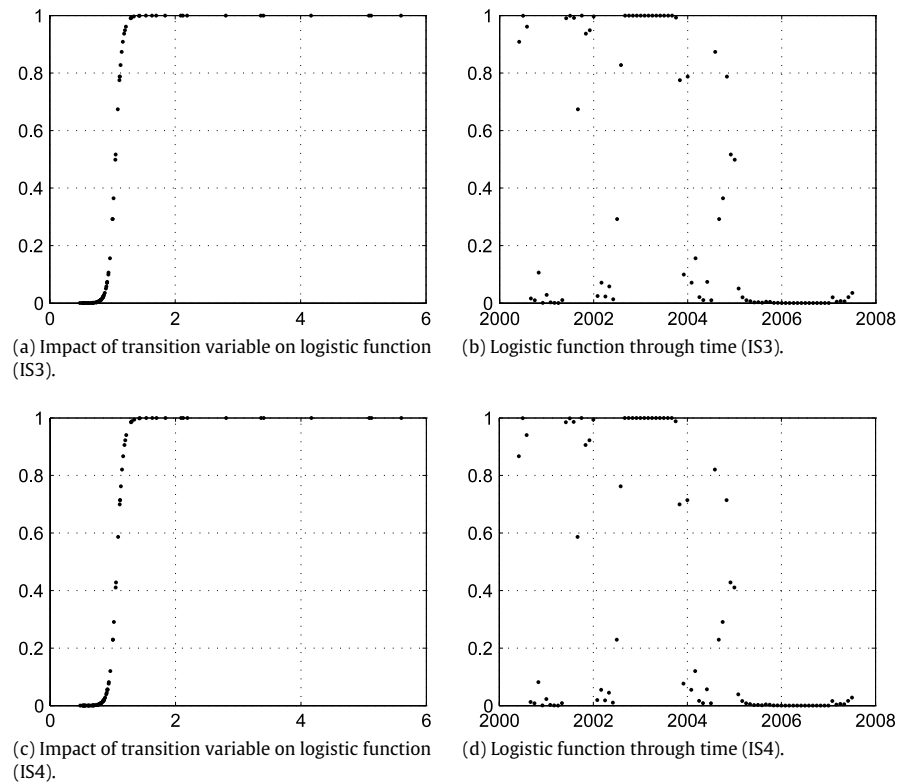 1
0.8
0.6
0.4
0.2
0
0 2 4 6
(a) Impact of transition variable on logistic function
(IS3).
1
0.8
0.6
0.4
0.2
0
2000 2002 2004 2006 2008
(b) Logistic function through time (IS3).
1
0.8
0.6
0.4
0.2
0
0 2 4 6
(c) Impact of transition variable on logistic function
(IS4).
1
0.8
0.6
0.4
0.2
0
2000 2002 2004 2006 2008
(d) Logistic function through time (IS4).